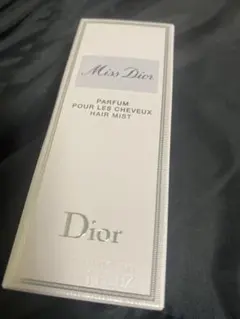 Miss Dior
PARFUM
POUR LES CHEVEUX
HAIR MIST
Dior